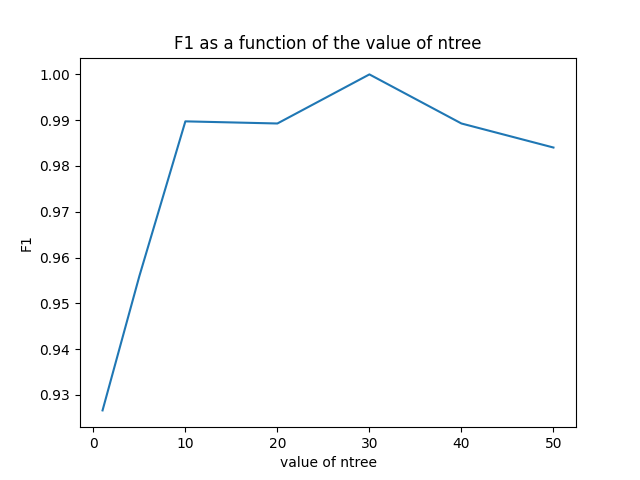 F1 as a function of the value of ntree
1.00
0.99
0.98
0.97
0.96
0.95
0.94
0.93
F1
0 10 20 30 40 50
value of ntree